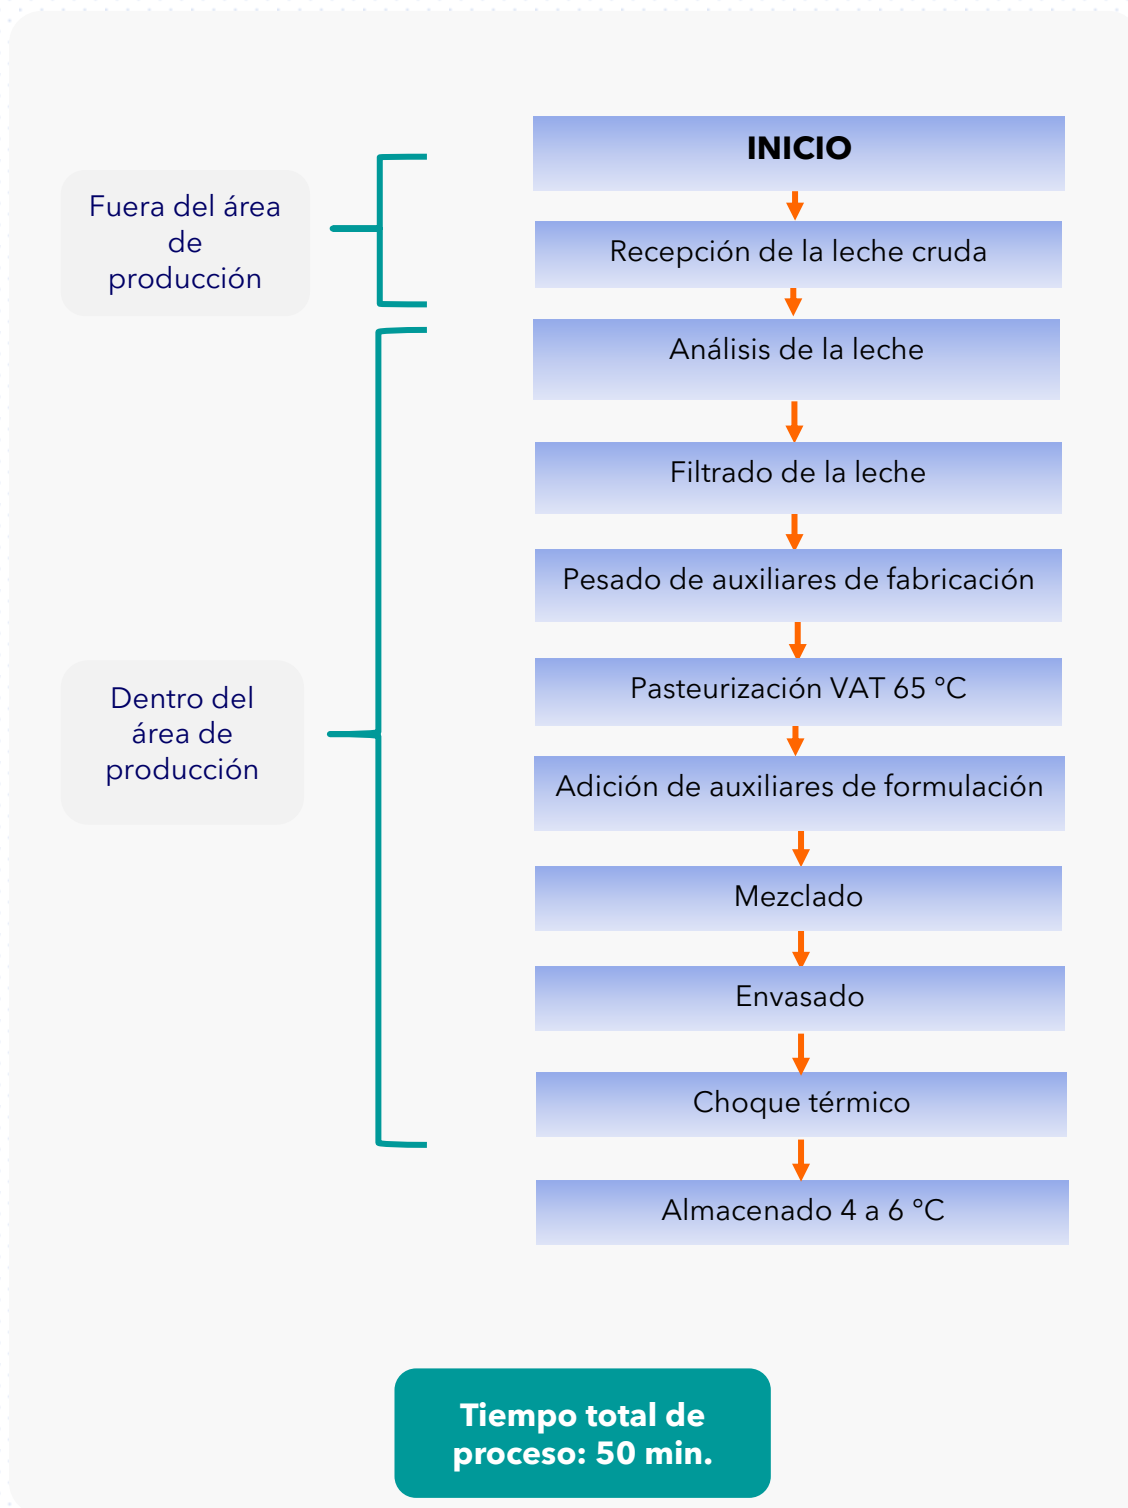 INICIO
Fuera del área
de
producción
Recepción de la leche cruda
Análisis de la leche
Filtrado de la leche
Pesado de auxiliares de fabricación
Pasteurización VAT 65 °C
Dentro del
área de
producción
Adición de auxiliares de formulación
Mezclado
Envasado
Choque térmico
Almacenado 4 a 6 °C
Tiempo total de
proceso: 50 min.